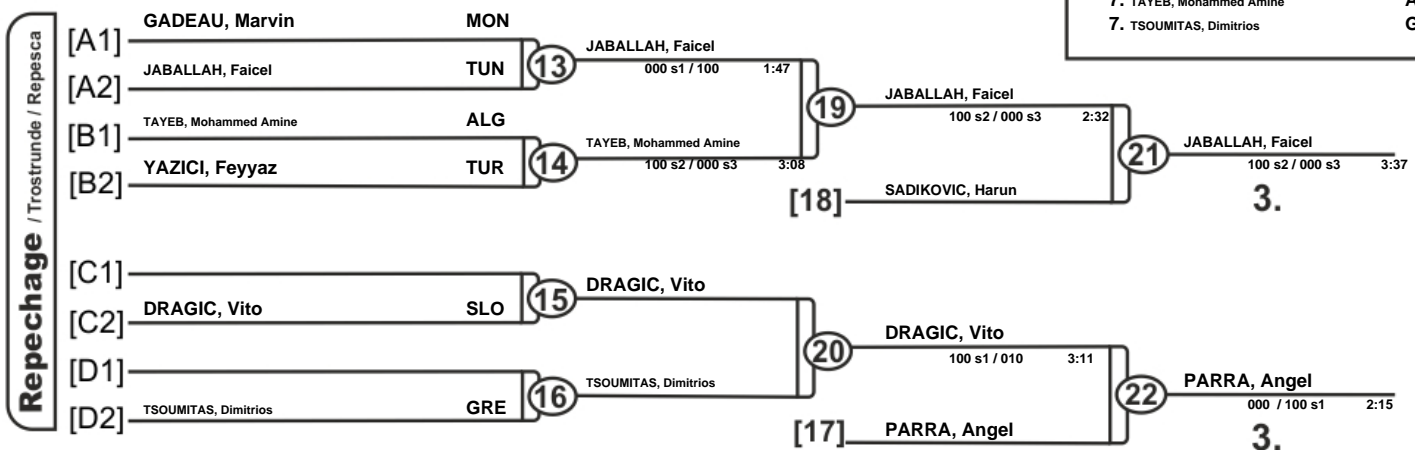 7. TAYEB, Mohammed Amine A
7. TSOUMITAS, Dimitrios G
Repechage / Trostrunde / Repesca
[A1] GADEAU, Marvin MON
[A2] JABALLAH, Faicel TUN
13 JABALLAH, Faicel
000 s1 / 100 1:47
[B1] TAYEB, Mohammed Amine ALG
[B2] YAZICI, Feyyaz TUR
14 TAYEB, Mohammed Amine
100 s2 / 000 s3 3:08
19 JABALLAH, Faicel
100 s2 / 000 s3 2:32
[18] SADIKOVIC, Harun
21 JABALLAH, Faicel
100 s2 / 000 s3 3:37
3.
[C1]
[C2] DRAGIC, Vito SLO
15 DRAGIC, Vito
[D1]
[D2] TSOUMITAS, Dimitrios GRE
16 TSOUMITAS, Dimitrios
20 DRAGIC, Vito
100 s1 / 010 3:11
[17] PARRA, Angel
22 PARRA, Angel
000 / 100 s1 2:15
3.